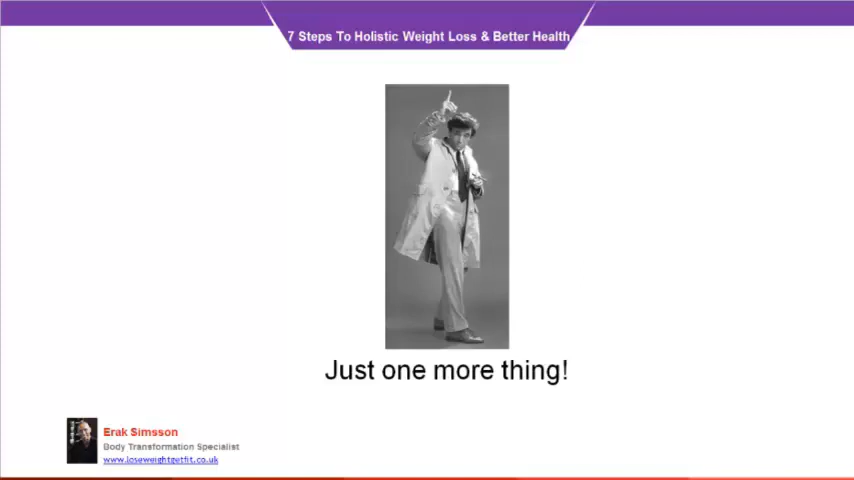 7 Steps To Holistic Weight Loss & Better Health
Just one more thing!
Erak Simsson
Body Transformation Specialist
www.loseweightgetfit.co.uk